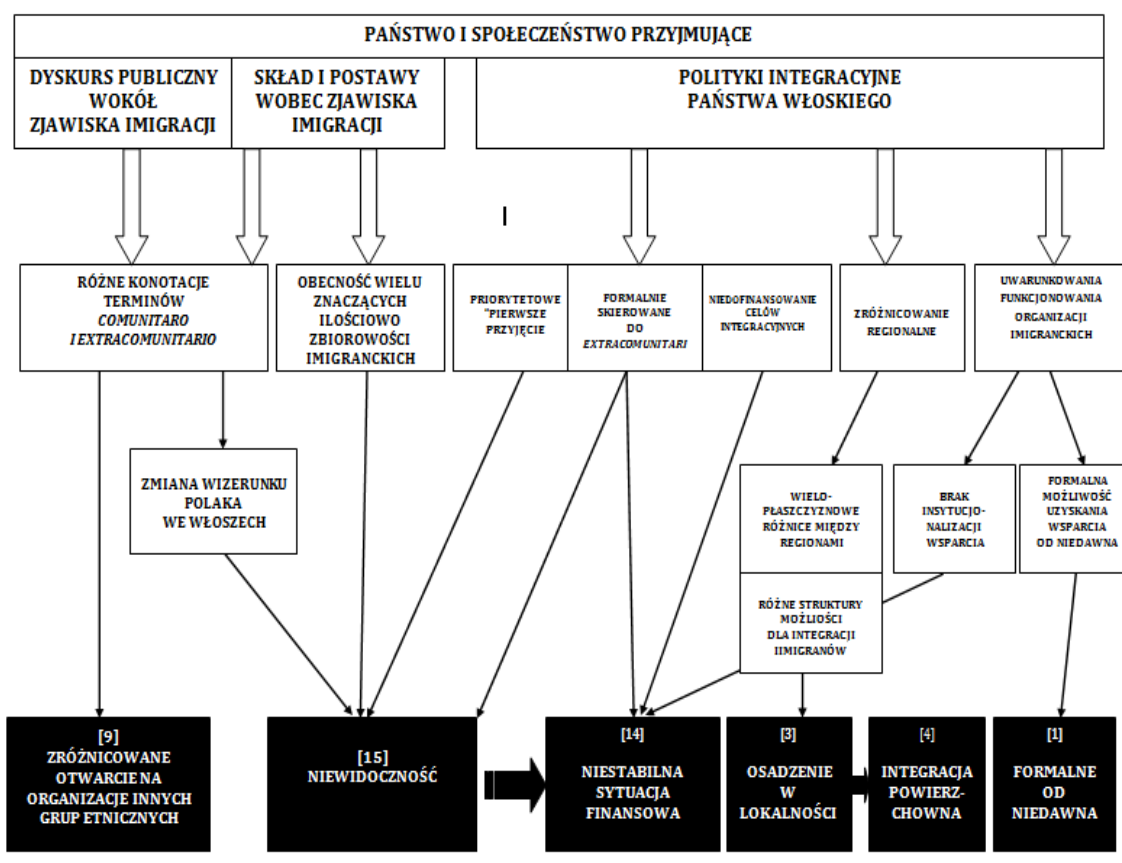 PAŃSTWO I SPOŁECZEŃSTWO PRZYJMUJĄCE
DYSKURS PUBLICZNY
WOKÓŁ
ZJAWISKA IMIGRACJI
SKŁAD I POSTAWY
WOBEC ZJAWISKA
IMIGRACJI
POLITYKI INTEGRACYJNE
PAŃSTWA WŁOSKIEGO
RÓŻNE KONOTACJE
TERMINÓW
COMUNITARO
I EXTRACOMUNITARIO
OBECNOŚĆ WIELU
ZNACZĄCYCH
ILOŚCIOWO
ZBIOROWOŚCI
IMIGRANCKICH
PRIORYTETOWE
"PIERWSZE
PRZYJĘCIE
FORMALNIE
SKIEROWANE
DO
EXTRACOMUNITARI
NIEDOFINANSOWANIE
CELÓW
INTEGRACYJNYCH
ZRÓŻNICOWANIE
REGIONALNE
UWARUNKOWANIA
FUNKCJONOWANIA
ORGANIZACJI
IMIGRANCKICH
ZMIANA WIZERUNKU
POLAKA
WE WŁOSZECH
WIELO-
PŁASZCZYZNOWE
RÓŻNICE MIĘDZY
REGIONAMI
BRAK
INSYTUCJO-
NALIZACJI
WSPARCIA
FORMALNA
MOŻLIWOŚĆ
UZYSKANIA
WSPARCIA
OD NIEDAWNA
RÓŻNE STRUKTURY
MOŻLIOŚCI
DLA INTEGRACJI
IIMIGRANÓW
[9]
ZRÓŻNICOWANE
OTWARCIE NA
ORGANIZACJE INNYCH
GRUP ETNICZNYCH
[15]
NIEWIDOCZNOŚĆ
[14]
NIESTABILNA
SYTUACJA
FINANSOWA
[3]
OSADZENIE
W
LOKALNOŚCI
[4]
INTEGRACJA
POWIERZ-
CHOWNA
[1]
FORMALNE
OD
NIEDAWNA